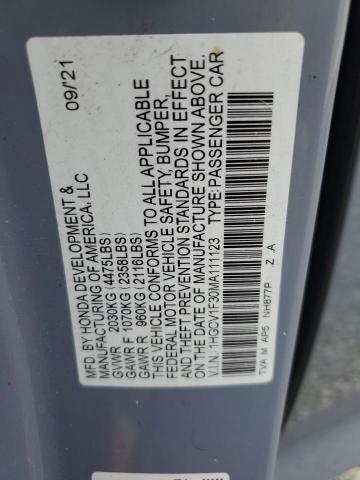 MFD. BY HONDA DEVELOPMENT & 09/21
MANUFACTURING OF AMERICA, LLC
GVWR 2030KG (4475LBS)
GAWR F 1070KG (2358LBS)
GAWR R 960KG (2116LBS)
THIS VEHICLE CONFORMS TO ALL APPLICABLE
FEDERAL MOTOR VEHICLE SAFETY, BUMPER,
AND THEFT PREVENTION STANDARDS IN EFFECT
ON THE DATE OF MANUFACTURE SHOWN ABOVE.
V.I.N.: 1HGCV1F30MA111123 TYPE: PASSENGER CAR
TVA M AP5 NH877P Z A